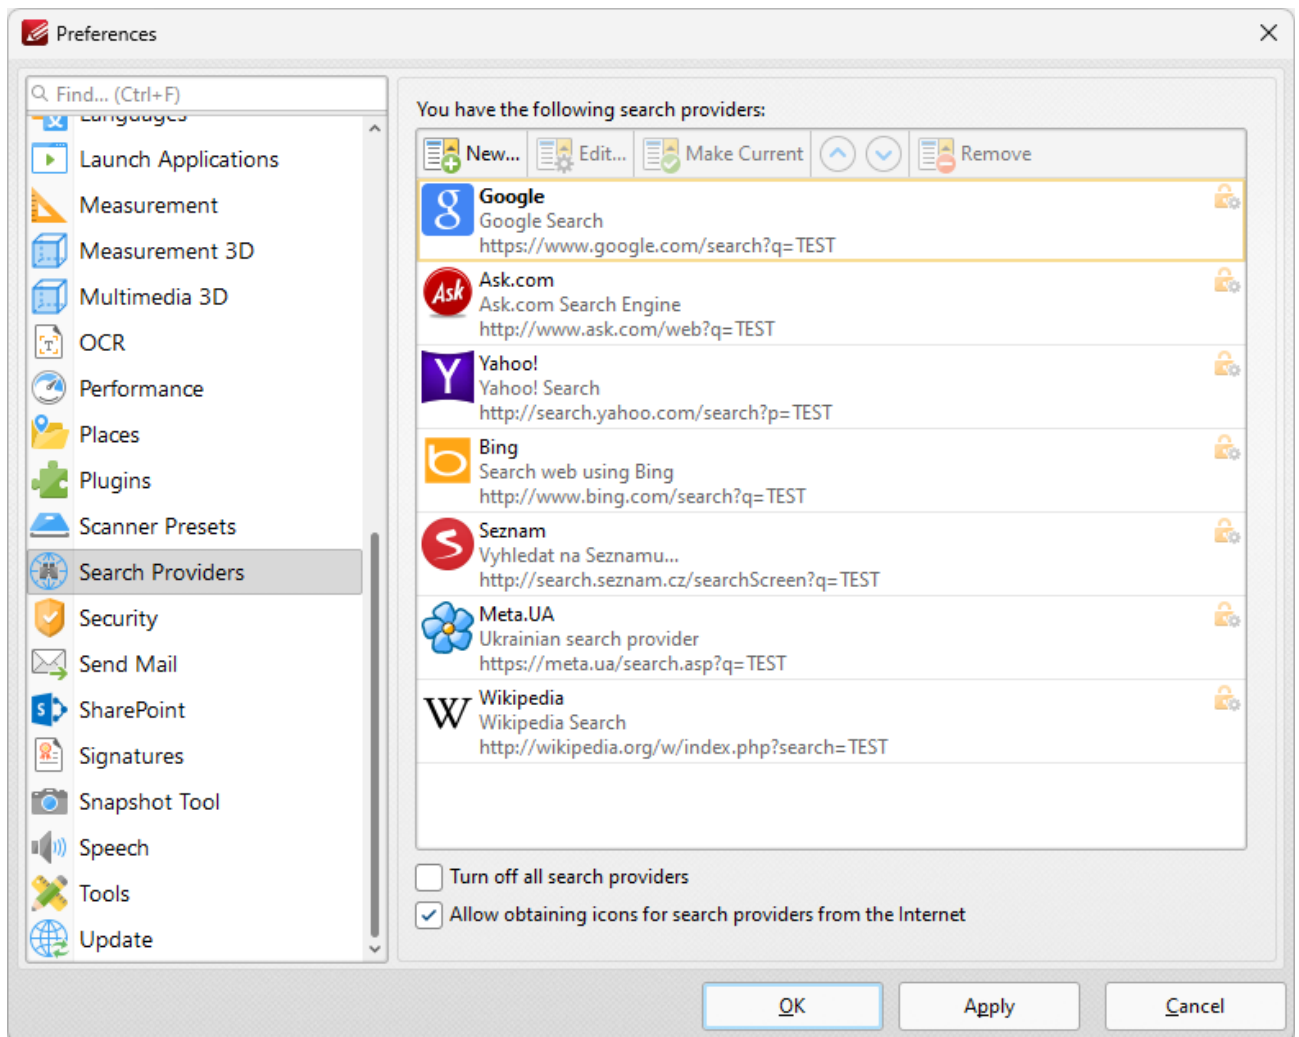 Preferences
Find... (Ctrl+F)
Languages
Launch Applications
Measurement
Measurement 3D
Multimedia 3D
OCR
Performance
Places
Plugins
Scanner Presets
Search Providers
Security
Send Mail
SharePoint
Signatures
Snapshot Tool
Speech
Tools
Update
You have the following search providers:
New... Edit... Make Current Remove
Google
Google Search
https://www.google.com/search?q=TEST
Ask
Ask.com
Ask.com Search Engine
http://www.ask.com/web?q=TEST
Yahoo!
Yahoo! Search
http://search.yahoo.com/search?p=TEST
Bing
Search web using Bing
http://www.bing.com/search?q=TEST
Seznam
Vyhledat na Seznamu...
http://search.seznam.cz/searchScreen?q=TEST
Meta.UA
Ukrainian search provider
https://meta.ua/search.asp?q=TEST
W
Wikipedia
Wikipedia Search
http://wikipedia.org/w/index.php?search=TEST
Turn off all search providers
Allow obtaining icons for search providers from the Internet
OK Apply Cancel